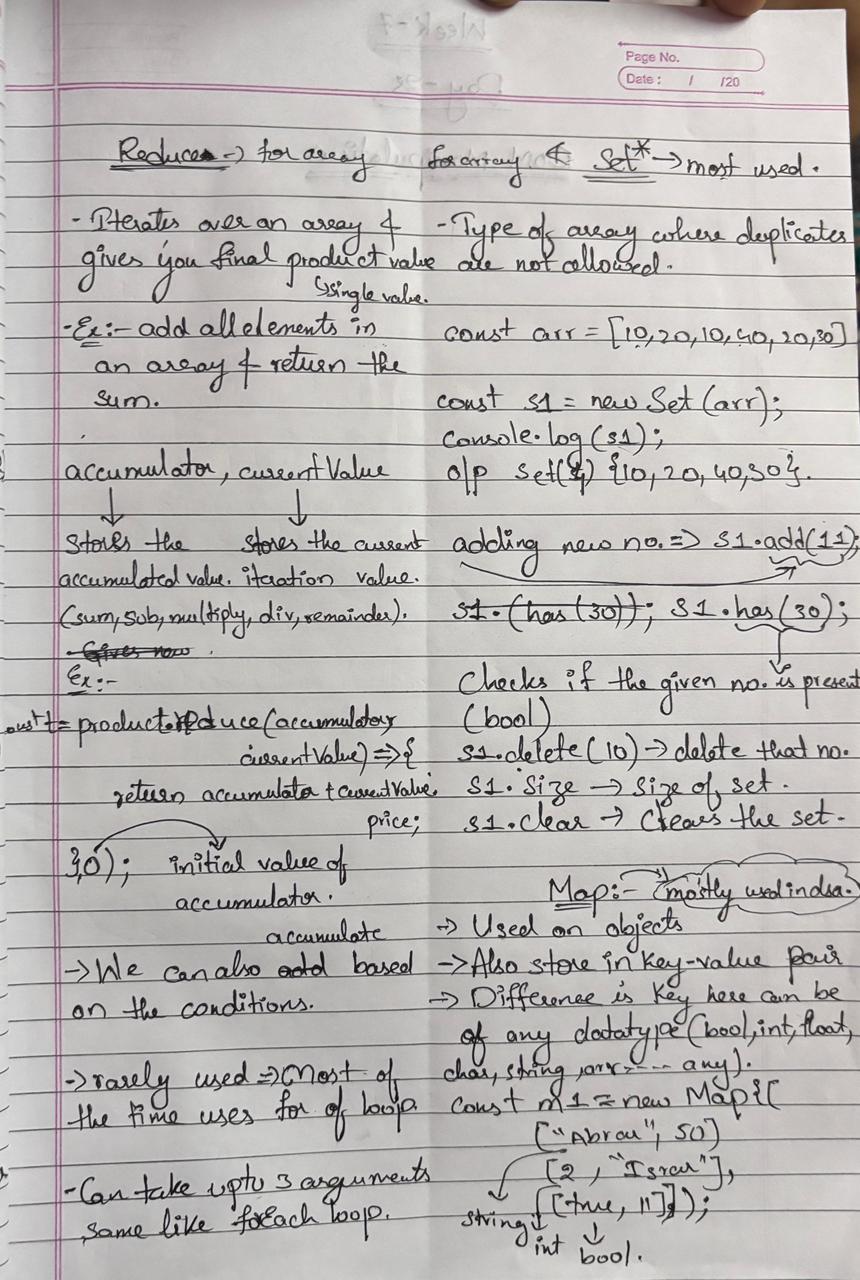 Page No.
Date : / /20
Reduce -> for array
- Iterates over an array &
gives you final product value
↳ single value.
- Ex:- add all elements in
an array & return the
sum.
accumulator, currentValue
↓ ↓
stores the stores the current
accumulated value. iteration value.
(sum, sub, multiply, div, remainder).
Ex:-
t = product.reduce(accumulator,
currentValue) => {
return accumulator + currentValue.
price;
},0); initial value of
accumulator.
accumulate
-> We can also add based
on the conditions.
-> rarely used => Most of
the time uses for of loop.
- Can take upto 3 arguments
same like forEach loop.
for array & Set* -> most used.
- Type of array where duplicates
are not allowed.
const arr = [10,20,10,40,20,30]
const s1 = new Set(arr);
console.log(s1);
o/p Set(4) {10, 20, 40, 30}.
adding new no. => s1.add(11);
s1.(has(30)); s1.has(30);
Checks if the given no. is present
(bool)
s1.delete(10) -> delete that no.
s1.size -> size of set.
s1.clear -> clears the set.
Map:- (mostly used in dsa.)
-> Used on objects
-> Also store in key-value pair
-> Difference is key here can be
of any datatype (bool, int, float,
char, string, arr---- any).
const m1 = new Map([
["Abrar", 50]
[2, "Israr"],
[true, 11]]);
string int bool.